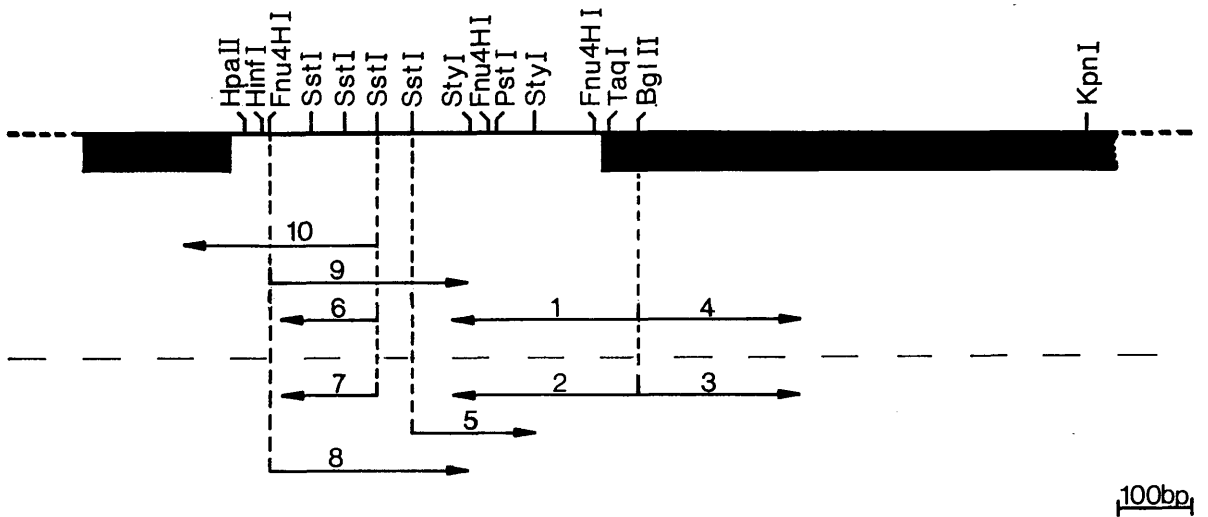 HpaII
HinfI
Fnu4HI
SstI
SstI
SstI
SstI
StyI
Fnu4HI
PstI
StyI
Fnu4HI
TaqI
BglII
KpnI
10
9
6
1
4
7
2
3
5
8
100bp